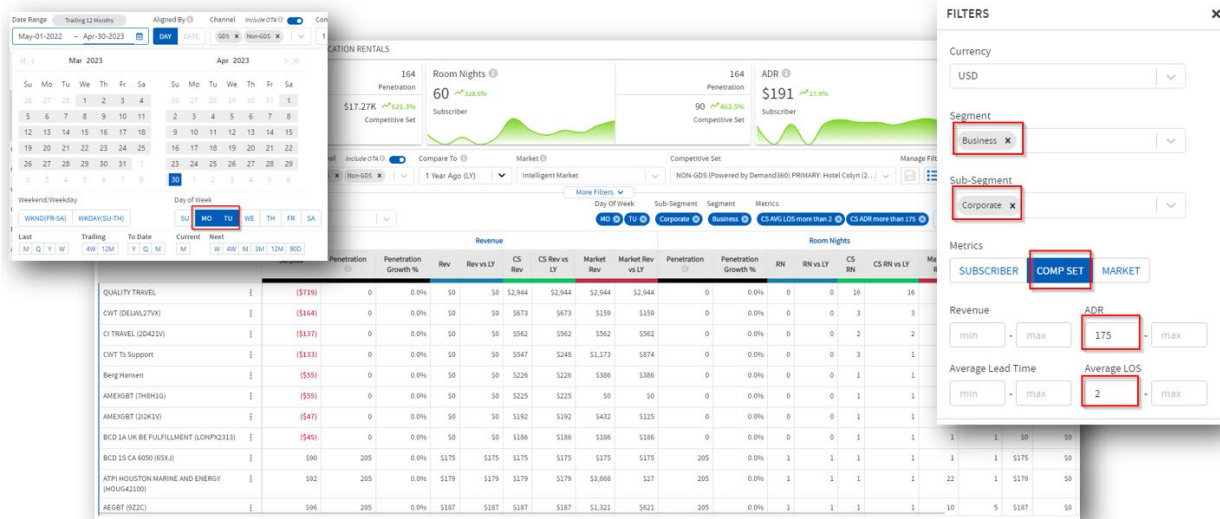 Date Range Trailing 12 Months Aligned By Channel Include OTA Con
May-01-2022 ~ Apr-30-2023 DAY DATE GDS x Non-GDS x 1
Mar 2023 Apr 2023
Su Mo Tu We Th Fr Sa Su Mo Tu We Th Fr Sa
26 27 28 1 2 3 4 26 27 28 29 30 31 1
5 6 7 8 9 10 11 2 3 4 5 6 7 8
12 13 14 15 16 17 18 9 10 11 12 13 14 15
19 20 21 22 23 24 25 16 17 18 19 20 21 22
26 27 28 29 30 31 1 23 24 25 26 27 28 29
2 3 4 5 6 7 8 30 1 2 3 4 5 6
Weekend/Weekday Day of Week
WKND(FR-SA) WKDAY(SU-TH) SU MO TU WE TH FR SA
Last Trailing To Date Current Next
M Q Y W 4W 12M Y Q M M W 4W M 3M 12M 90D
CATION RENTALS
164 Room Nights 164 ADR
Penetration 60 328.6% Penetration $191 27.9%
$17.27K 621.3% Subscriber 90 462.5% Subscriber
Competitive Set Competitive Set
nel Include OTA Compare To Market Competitive Set Manage Filt
x Non-GDS x 1 Year Ago (LY) Intelligent Market NON-GDS (Powered by Demand360) PRIMARY: Hotel Colyn (2...
More Filters
Day Of Week Sub-Segment Segment Metrics
MO TU Corporate Business CS AVG LOS more than 2 CS ADR more than 175
Revenue Room Nights
Surplus Penetration Penetration Growth % Rev Rev vs LY CS Rev CS Rev vs LY Market Rev Market Rev vs LY Penetration Penetration Growth % RN RN vs LY CS RN CS RN vs LY
QUALITY TRAVEL ($719) 0 0.0% $0 $0 $2,944 $2,944 $2,944 $2,944 0 0.0% 0 0 16 16
CWT (DELWL27VX) ($164) 0 0.0% $0 $0 $673 $673 $159 $159 0 0.0% 0 0 3 3
CI TRAVEL (2D421V) ($137) 0 0.0% $0 $0 $562 $562 $562 $562 0 0.0% 0 0 2 2
CWT Ts Support ($133) 0 0.0% $0 $0 $547 $248 $1,173 $874 0 0.0% 0 0 3 1
Berg Hansen ($55) 0 0.0% $0 $0 $226 $226 $386 $386 0 0.0% 0 0 1 1
AMEXGBT (7H8H1G) ($55) 0 0.0% $0 $0 $225 $225 $0 $0 0 0.0% 0 0 1 1
AMEXGBT (2I2K1V) ($47) 0 0.0% $0 $0 $192 $192 $432 $125 0 0.0% 0 0 1 1
BCD 1A UK BE FULFILLMENT (LONPX2313) ($45) 0 0.0% $0 $0 $186 $186 $186 $186 0 0.0% 0 0 1 1 1 1 $0 $0
BCD 1S CA 6050 (65XJ) $90 205 0.0% $175 $175 $175 $175 $175 $175 205 0.0% 1 1 1 1 1 1 $175 $0
ATPI HOUSTON MARINE AND ENERGY (HOUG42100) $92 205 0.0% $179 $179 $179 $179 $3,668 $27 205 0.0% 1 1 1 1 22 1 $179 $0
AEGBT (9Z2C) $96 205 0.0% $187 $187 $187 $187 $1,321 $621 205 0.0% 1 1 1 1 10 5 $187 $0
FILTERS x
Currency
USD
Segment
Business x
Sub-Segment
Corporate x
Metrics
SUBSCRIBER COMP SET MARKET
Revenue ADR
min - max 175 - max
Average Lead Time Average LOS
min - max 2 - max